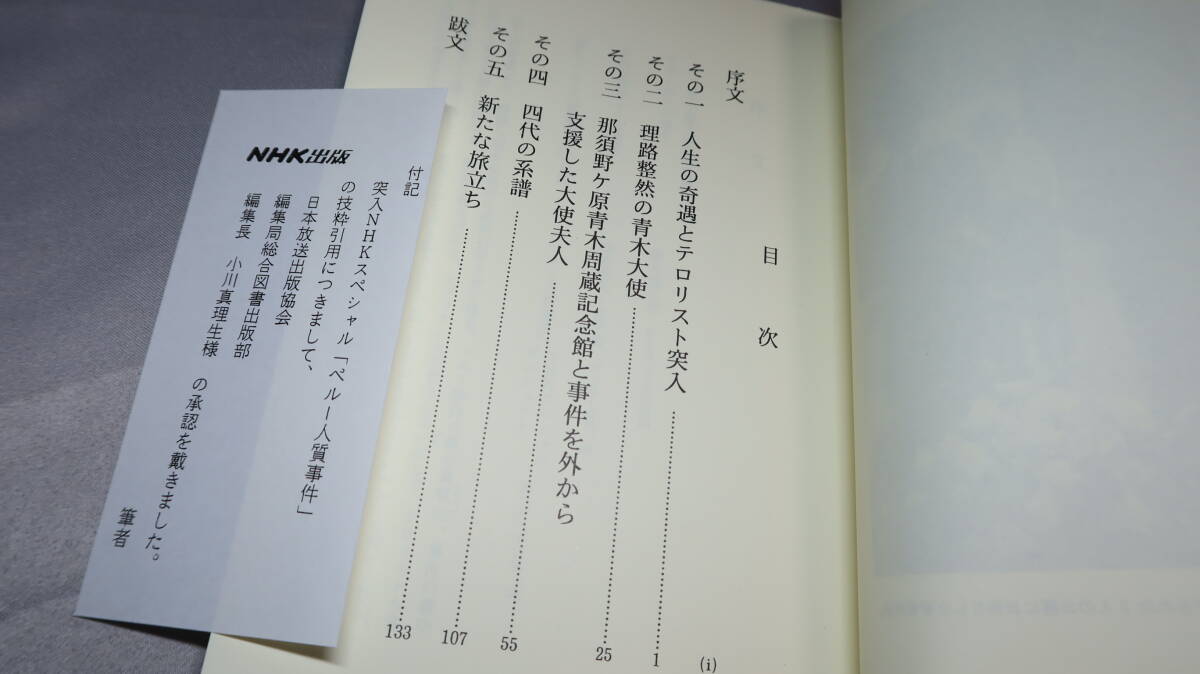 目次
序文 (i)
その一 人生の奇遇とテロリスト突入 1
その二 理路整然の青木大使 25
その三 那須野ケ原青木周蔵記念館と事件を外から
支援した大使夫人 55
その四 四代の系譜 107
その五 新たな旅立ち 133
跋文
付記
突入NHKスペシャル「ペルー人質事件」
の技粋引用につきまして、
日本放送出版協会
編集局総合図書出版部
編集長 小川真理生様 の承認を戴きました。
筆者
NHK出版